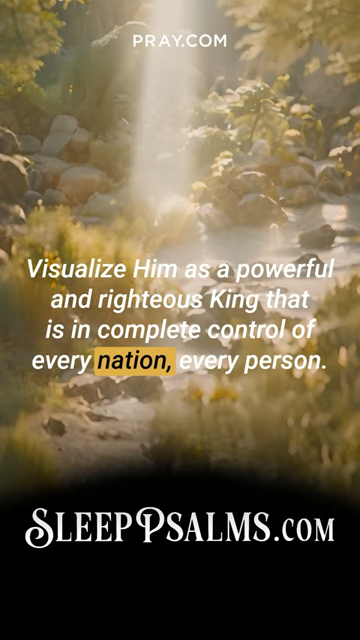 PRAY.COM
Visualize Him as a powerful
and righteous King that
is in complete control of
every nation, every person.
SLEEPPSALMS.COM